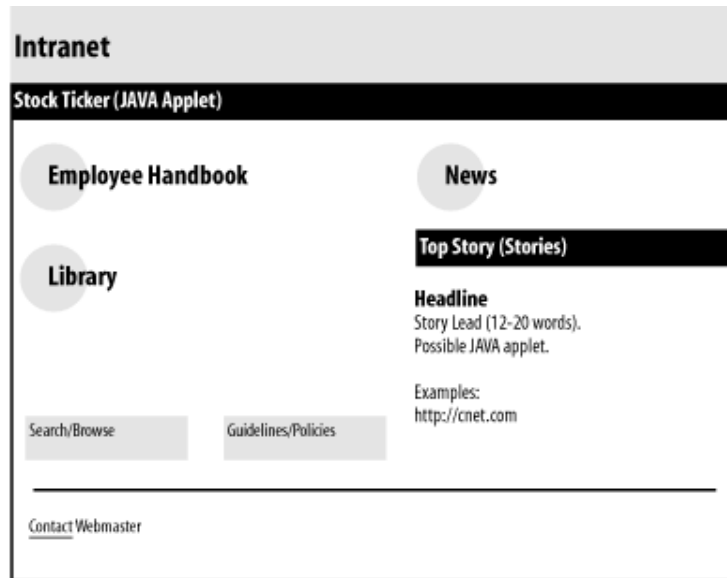 Intranet
Stock Ticker (JAVA Applet)
Employee Handbook
Library
Search/Browse
Guidelines/Policies
News
Top Story (Stories)
Headline
Story Lead (12-20 words).
Possible JAVA applet.
Examples:
http://cnet.com
Contact Webmaster